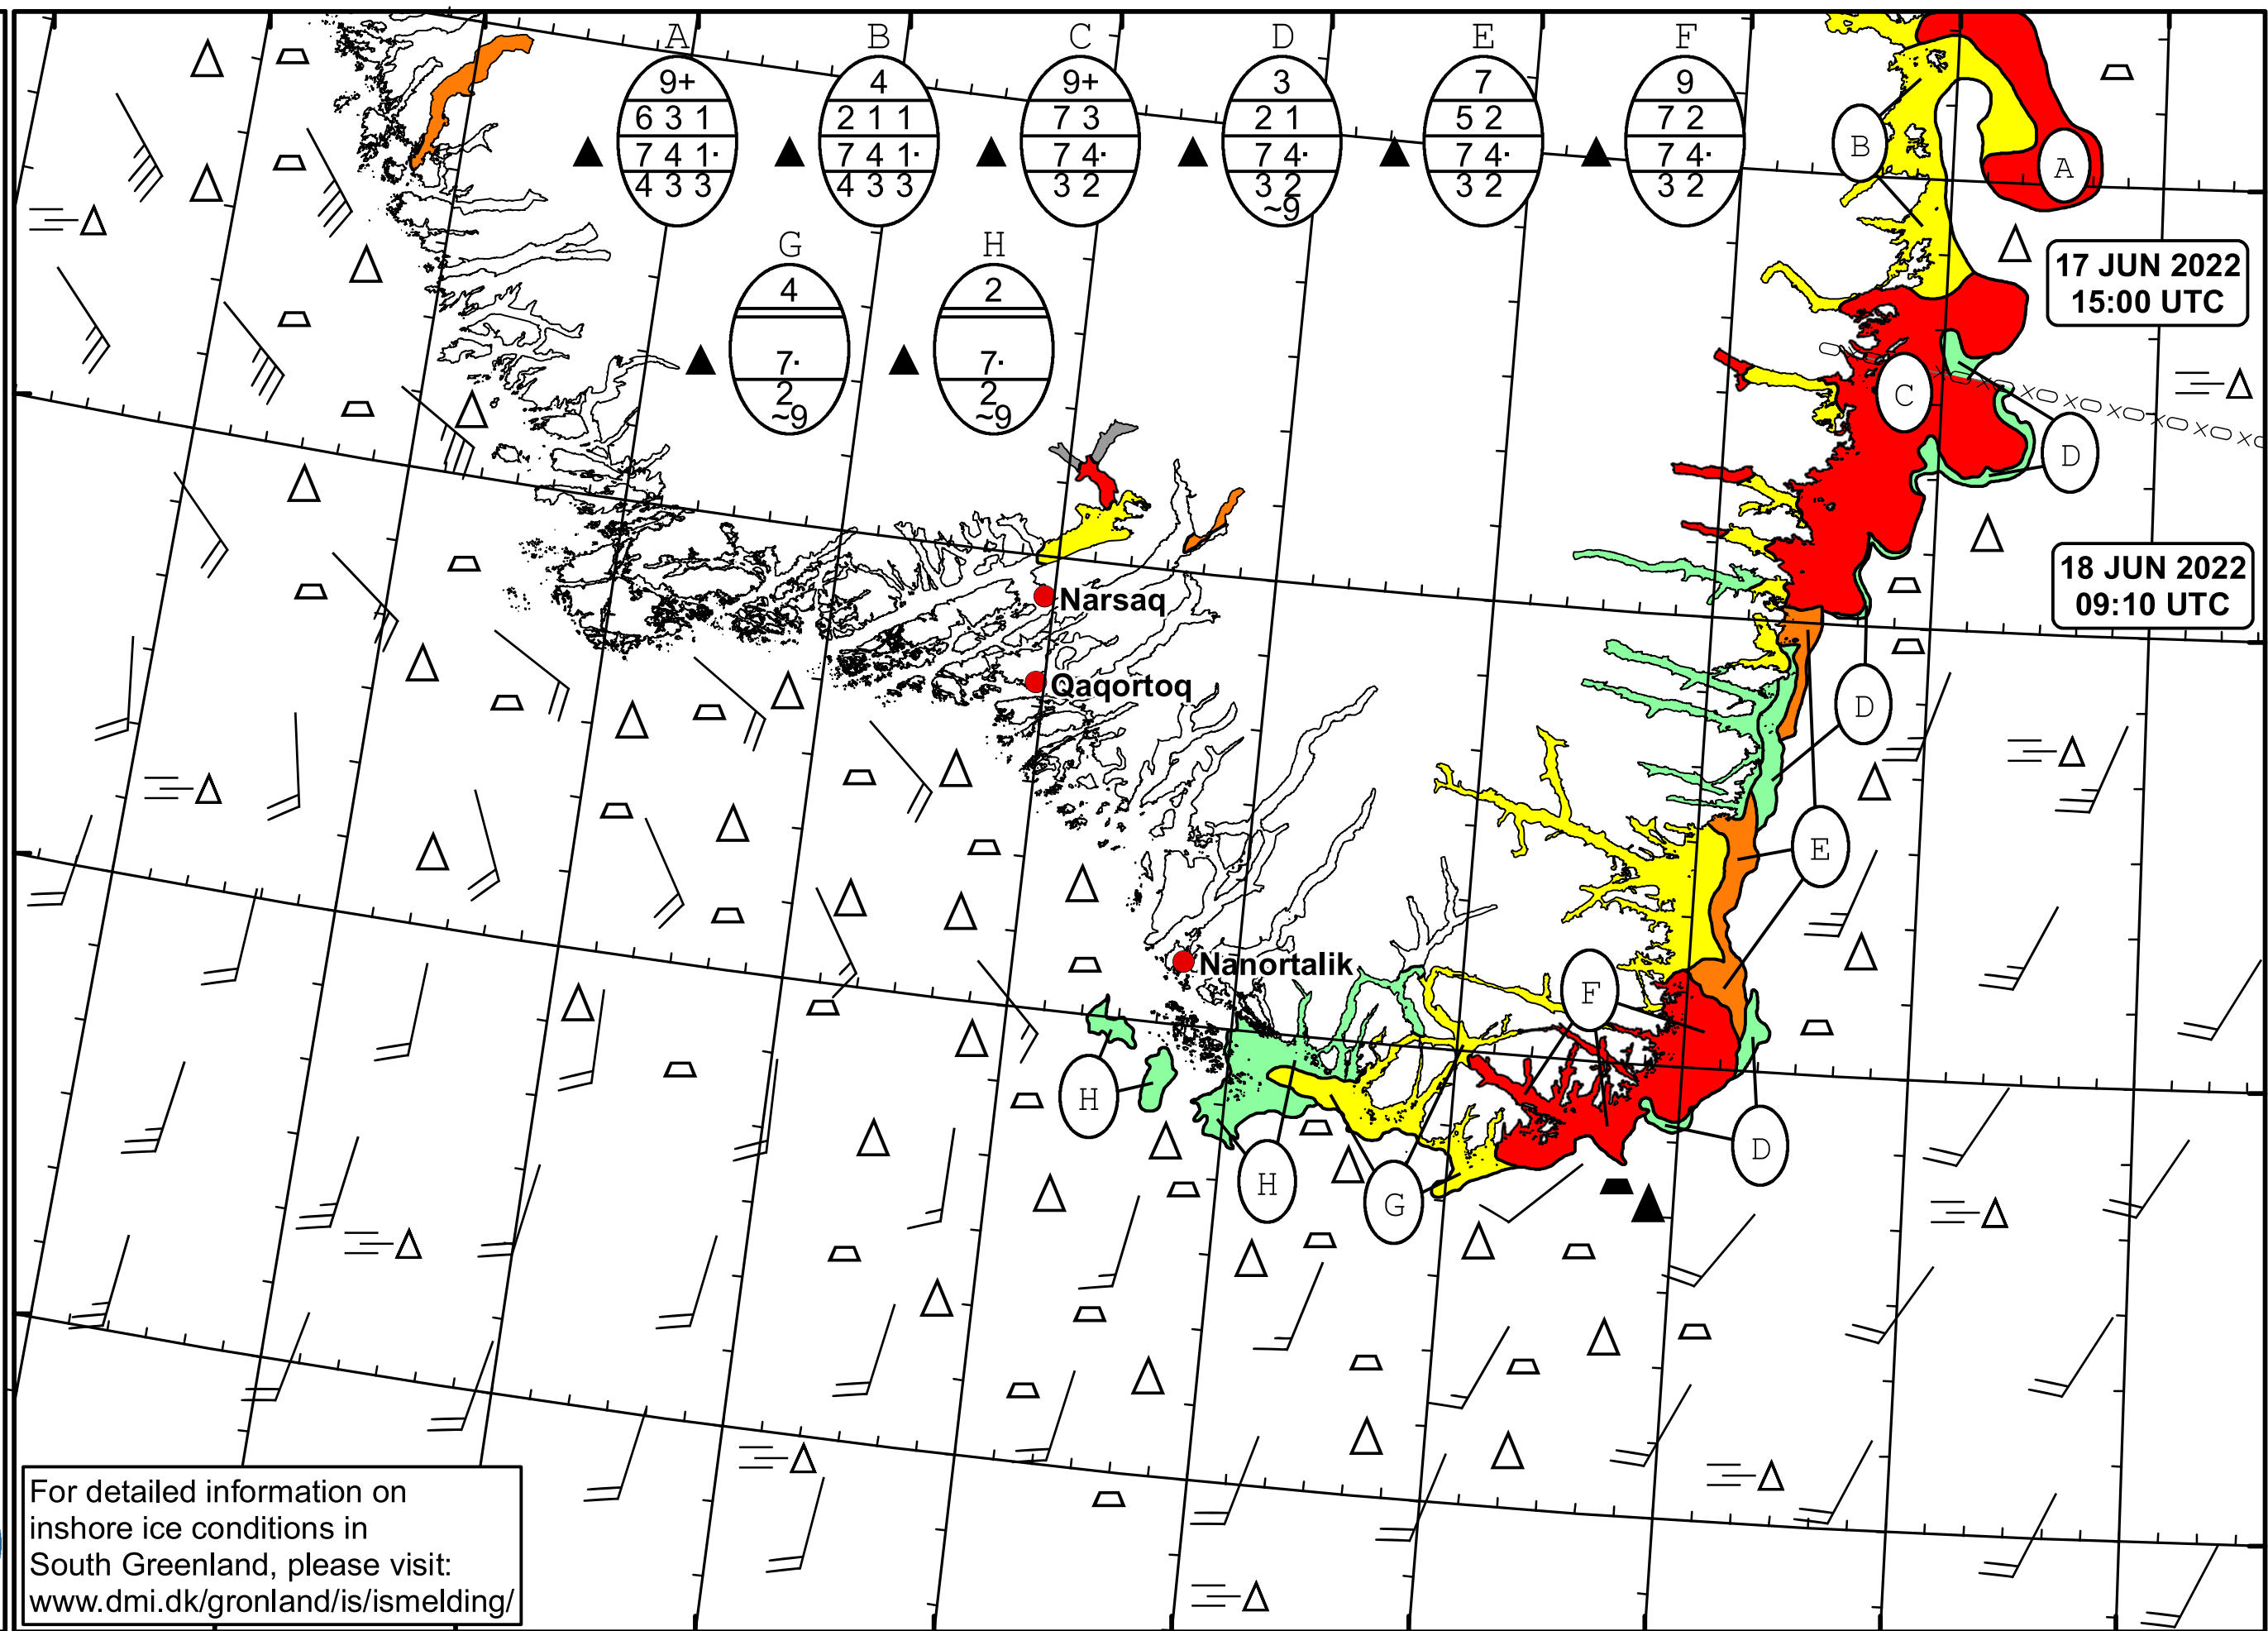 A B C D E F
9+ 4 9+ 3 7 9
6 3 1 2 1 1 7 3 2 1 5 2 7 2
7 4 1· 7 4 1· 7 4· 7 4· 7 4· 7 4·
4 3 3 4 3 3 3 2 3 2 3 2 3 2
~9
G H
4 2
7· 7·
2 2
~9 ~9
B
A
17 JUN 2022
15:00 UTC
C
D
18 JUN 2022
09:10 UTC
Narsaq
Qaqortoq
D
E
Nanortalik
F
H
D
H
G
For detailed information on
inshore ice conditions in
South Greenland, please visit:
www.dmi.dk/gronland/is/ismelding/